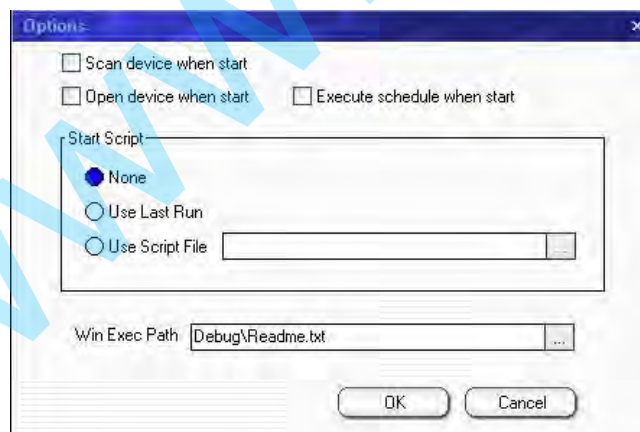 Options
Scan device when start
Open device when start Execute schedule when start
Start Script
None
Use Last Run
Use Script File ...
Win Exec Path Debug\Readme.txt ...
OK Cancel